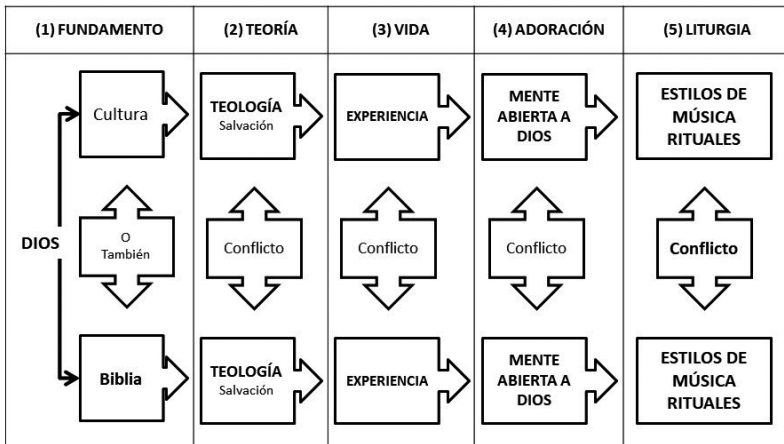 (1) FUNDAMENTO
(2) TEORÍA
(3) VIDA
(4) ADORACIÓN
(5) LITURGIA
Cultura
TEOLOGÍA
Salvación
EXPERIENCIA
MENTE
ABIERTA A
DIOS
ESTILOS DE
MÚSICA
RITUALES
DIOS
O
También
Conflicto
Conflicto
Conflicto
Conflicto
Biblia
TEOLOGÍA
Salvación
EXPERIENCIA
MENTE
ABIERTA A
DIOS
ESTILOS DE
MÚSICA
RITUALES